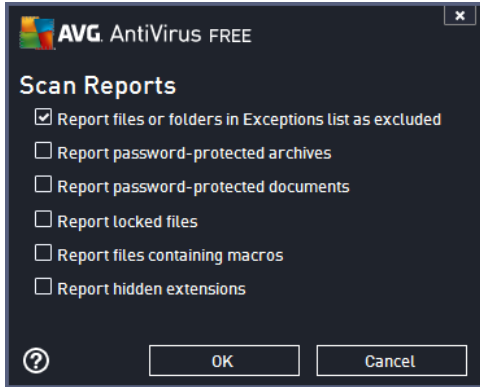 AVG. AntiVirus FREE
Scan Reports
Report files or folders in Exceptions list as excluded
Report password-protected archives
Report password-protected documents
Report locked files
Report files containing macros
Report hidden extensions
? OK Cancel